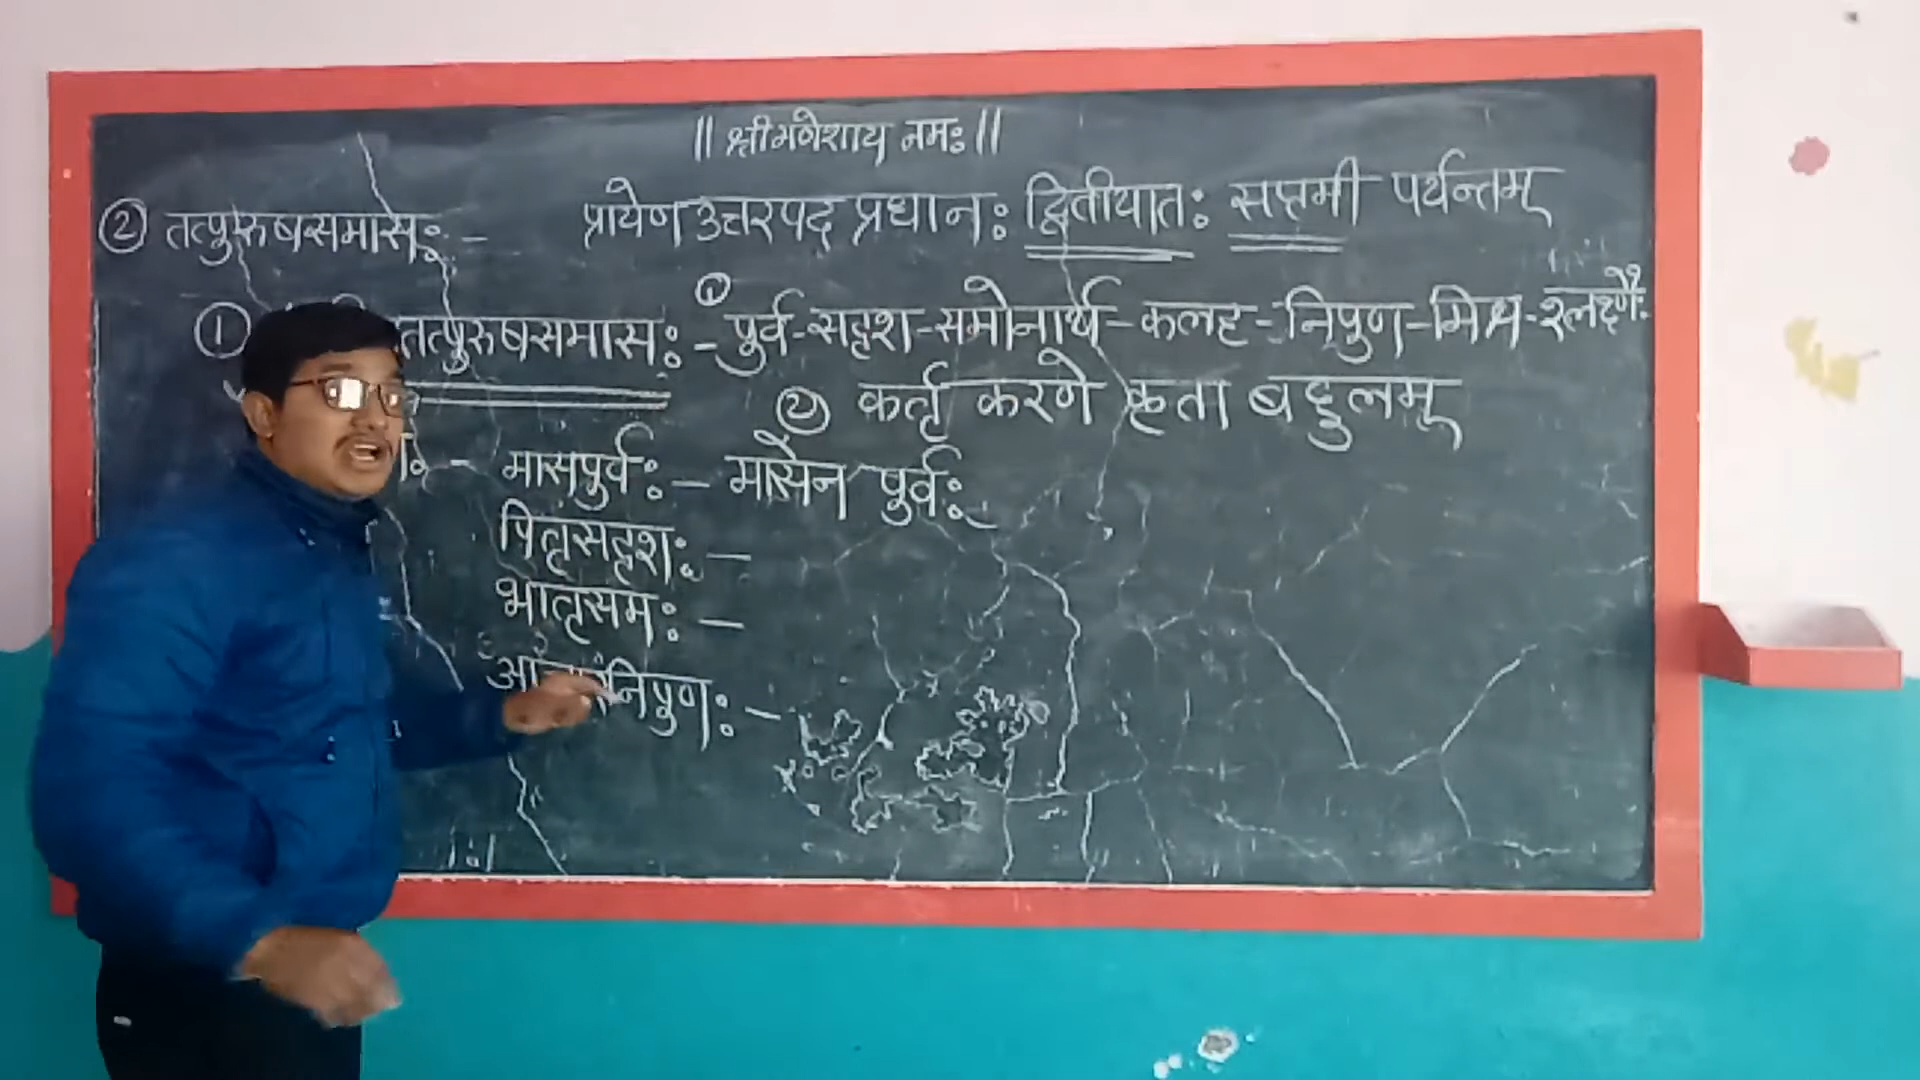 || श्री गणेशाय नमः ||
② तत्पुरुषसमासः - प्रायेण उत्तरपद प्रधानः द्वितीयातः सप्तमी पर्यन्तम्
① तत्पुरुषसमासः - ① पूर्व-सदृश-समोनार्थ-कलह-निपुण-मिश्र-श्लक्ष्णैः
② कर्तृ करणे कृता बहुलम्
- मासपुर्वः - मासेन पुर्वः
पितृसदृशः -
भातृसमः -
निपुणः -